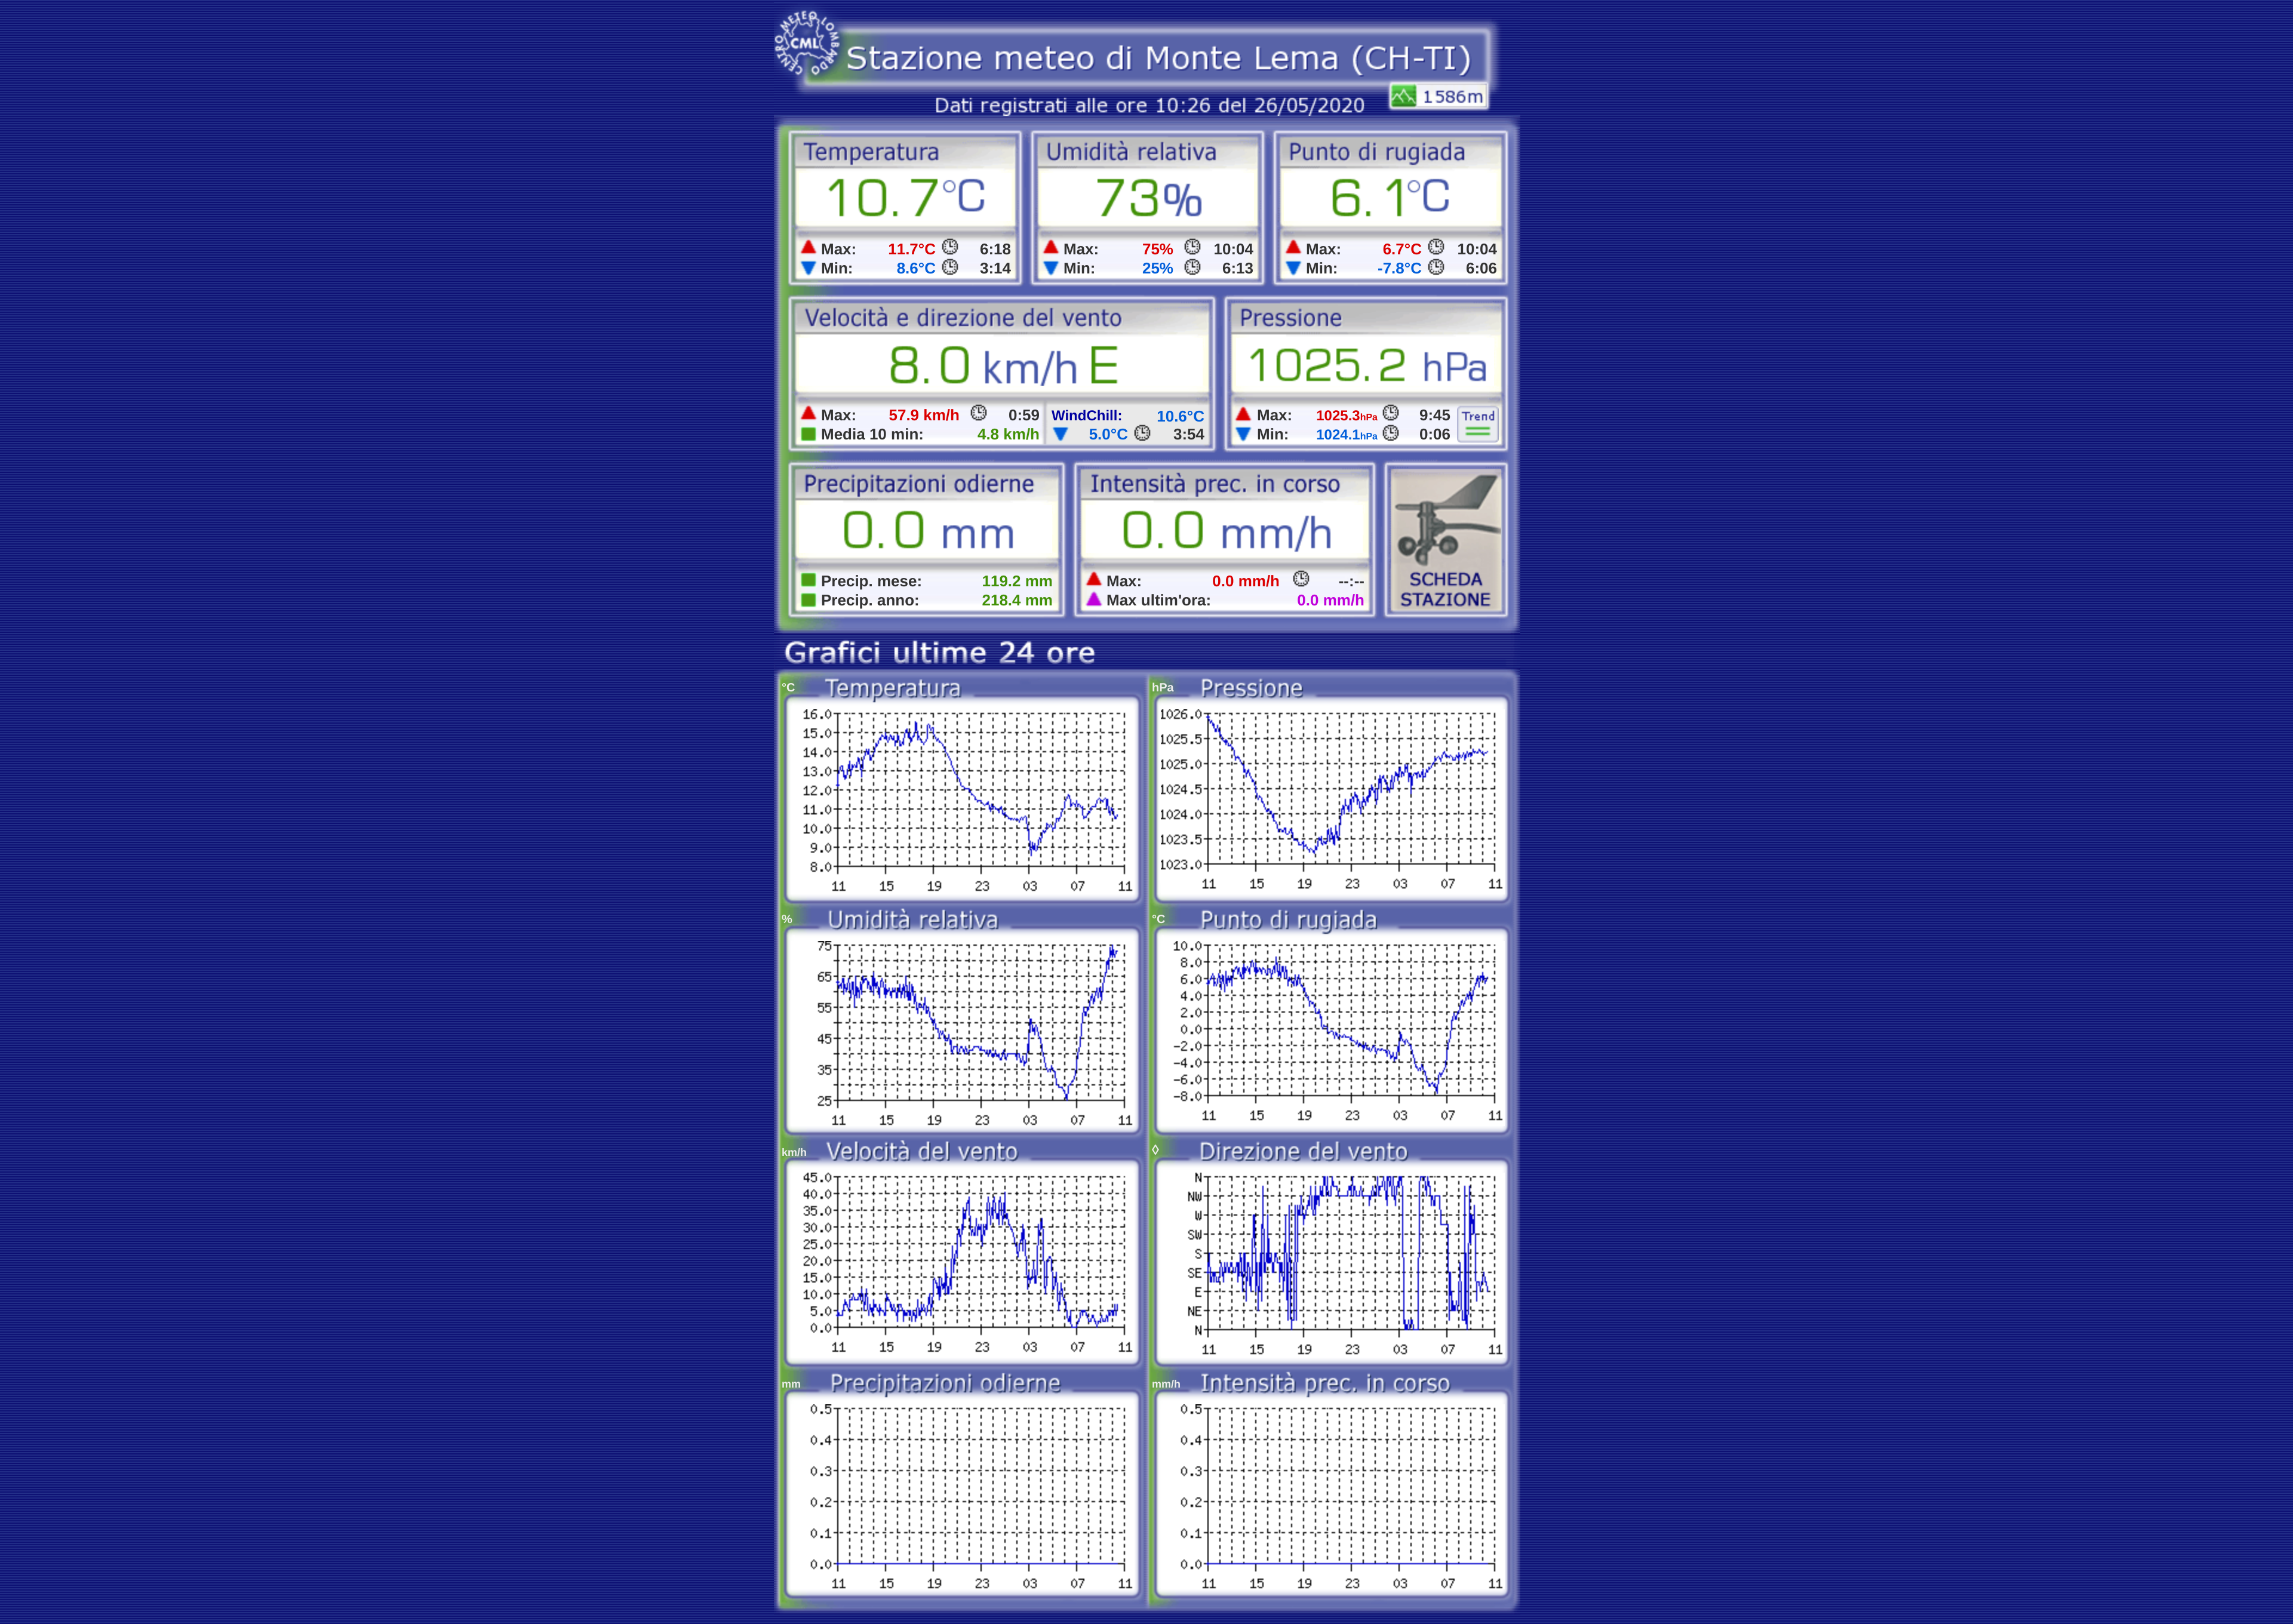 CENTRO METEO LOMBARDO
CML
Stazione meteo di Monte Lema (CH-TI)
Dati registrati alle ore 10:26 del 26/05/2020
1586m
Temperatura
10.7°C
Max: 11.7°C 6:18
Min: 8.6°C 3:14
Umidità relativa
73%
Max: 75% 10:04
Min: 25% 6:13
Punto di rugiada
6.1°C
Max: 6.7°C 10:04
Min: -7.8°C 6:06
Velocità e direzione del vento
8.0 km/h E
Max: 57.9 km/h 0:59
Media 10 min: 4.8 km/h
WindChill: 10.6°C
5.0°C 3:54
Pressione
1025.2 hPa
Max: 1025.3hPa 9:45
Min: 1024.1hPa 0:06
Trend
Precipitazioni odierne
0.0 mm
Precip. mese: 119.2 mm
Precip. anno: 218.4 mm
Intensità prec. in corso
0.0 mm/h
Max: 0.0 mm/h --:--
Max ultim'ora: 0.0 mm/h
SCHEDA
STAZIONE
Grafici ultime 24 ore
°C Temperatura
16.0
15.0
14.0
13.0
12.0
11.0
10.0
9.0
8.0
11 15 19 23 03 07 11
hPa Pressione
1026.0
1025.5
1025.0
1024.5
1024.0
1023.5
1023.0
11 15 19 23 03 07 11
% Umidità relativa
75
65
55
45
35
25
11 15 19 23 03 07 11
°C Punto di rugiada
10.0
8.0
6.0
4.0
2.0
0.0
-2.0
-4.0
-6.0
-8.0
11 15 19 23 03 07 11
km/h Velocità del vento
45.0
40.0
35.0
30.0
25.0
20.0
15.0
10.0
5.0
0.0
11 15 19 23 03 07 11
◊ Direzione del vento
N
NW
W
SW
S
SE
E
NE
N
11 15 19 23 03 07 11
mm Precipitazioni odierne
0.5
0.4
0.3
0.2
0.1
0.0
11 15 19 23 03 07 11
mm/h Intensità prec. in corso
0.5
0.4
0.3
0.2
0.1
0.0
11 15 19 23 03 07 11